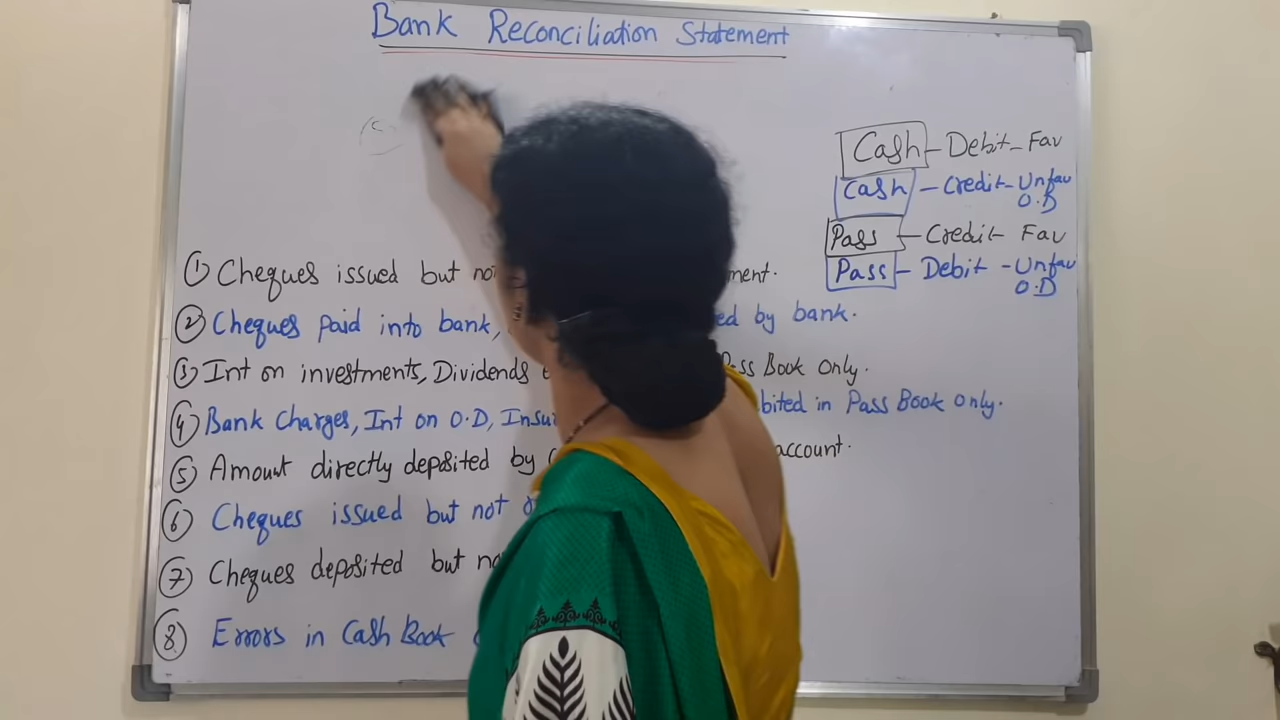 Bank Reconciliation Statement
Cash - Debit - Fav
Cash - Credit - Unfav
O.D
Pass - Credit Fav
Pass - Debit - Unfav
O.D
① Cheques issued but not ment.
② Cheques paid into bank, ed by bank.
③ Int on investments, Dividends Pass Book Only.
④ Bank Charges, Int on O.D, Insu bited in Pass Book Only.
⑤ Amount directly deposited by account.
⑥ Cheques issued but not
⑦ Cheques deposited but no
⑧ Errors in Cash Book